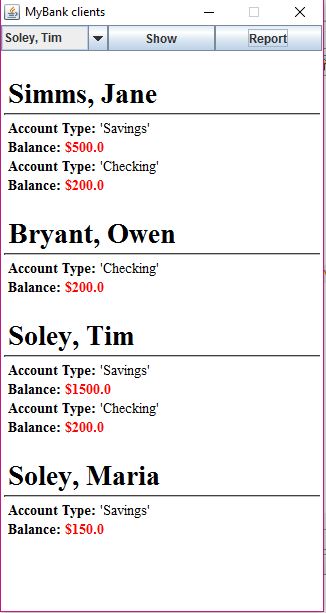 MyBank clients
Soley, Tim
Show
Report
Simms, Jane
Account Type: 'Savings'
Balance: $500.0
Account Type: 'Checking'
Balance: $200.0
Bryant, Owen
Account Type: 'Checking'
Balance: $200.0
Soley, Tim
Account Type: 'Savings'
Balance: $1500.0
Account Type: 'Checking'
Balance: $200.0
Soley, Maria
Account Type: 'Savings'
Balance: $150.0